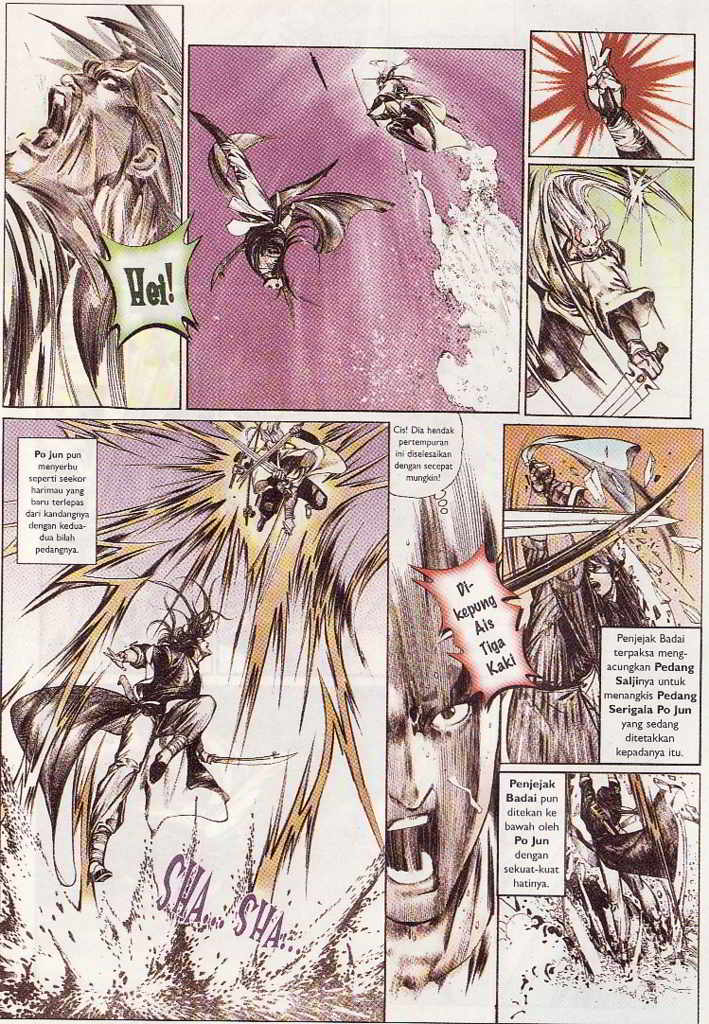 Hei!
Po Jun pun
menyerbu
seperti seekor
harimau yang
baru terlepas
dari kandangnya
dengan kedua-
dua bilah
pedangnya.
SHA... SHA...
Cis! Dia hendak
pertempuran
ini diselesaikan
dengan secepat
mungkin!
Di-
kepung
Ais
Tiga
Kaki
Penjejak Badai
terpaksa meng-
acungkan Pedang
Saljinya untuk
menangkis Pedang
Serigala Po Jun
yang sedang
ditetakkan
kepadanya itu.
Penjejak
Badai pun
ditekan ke
bawah oleh
Po Jun
dengan
sekuat-kuat
hatinya.